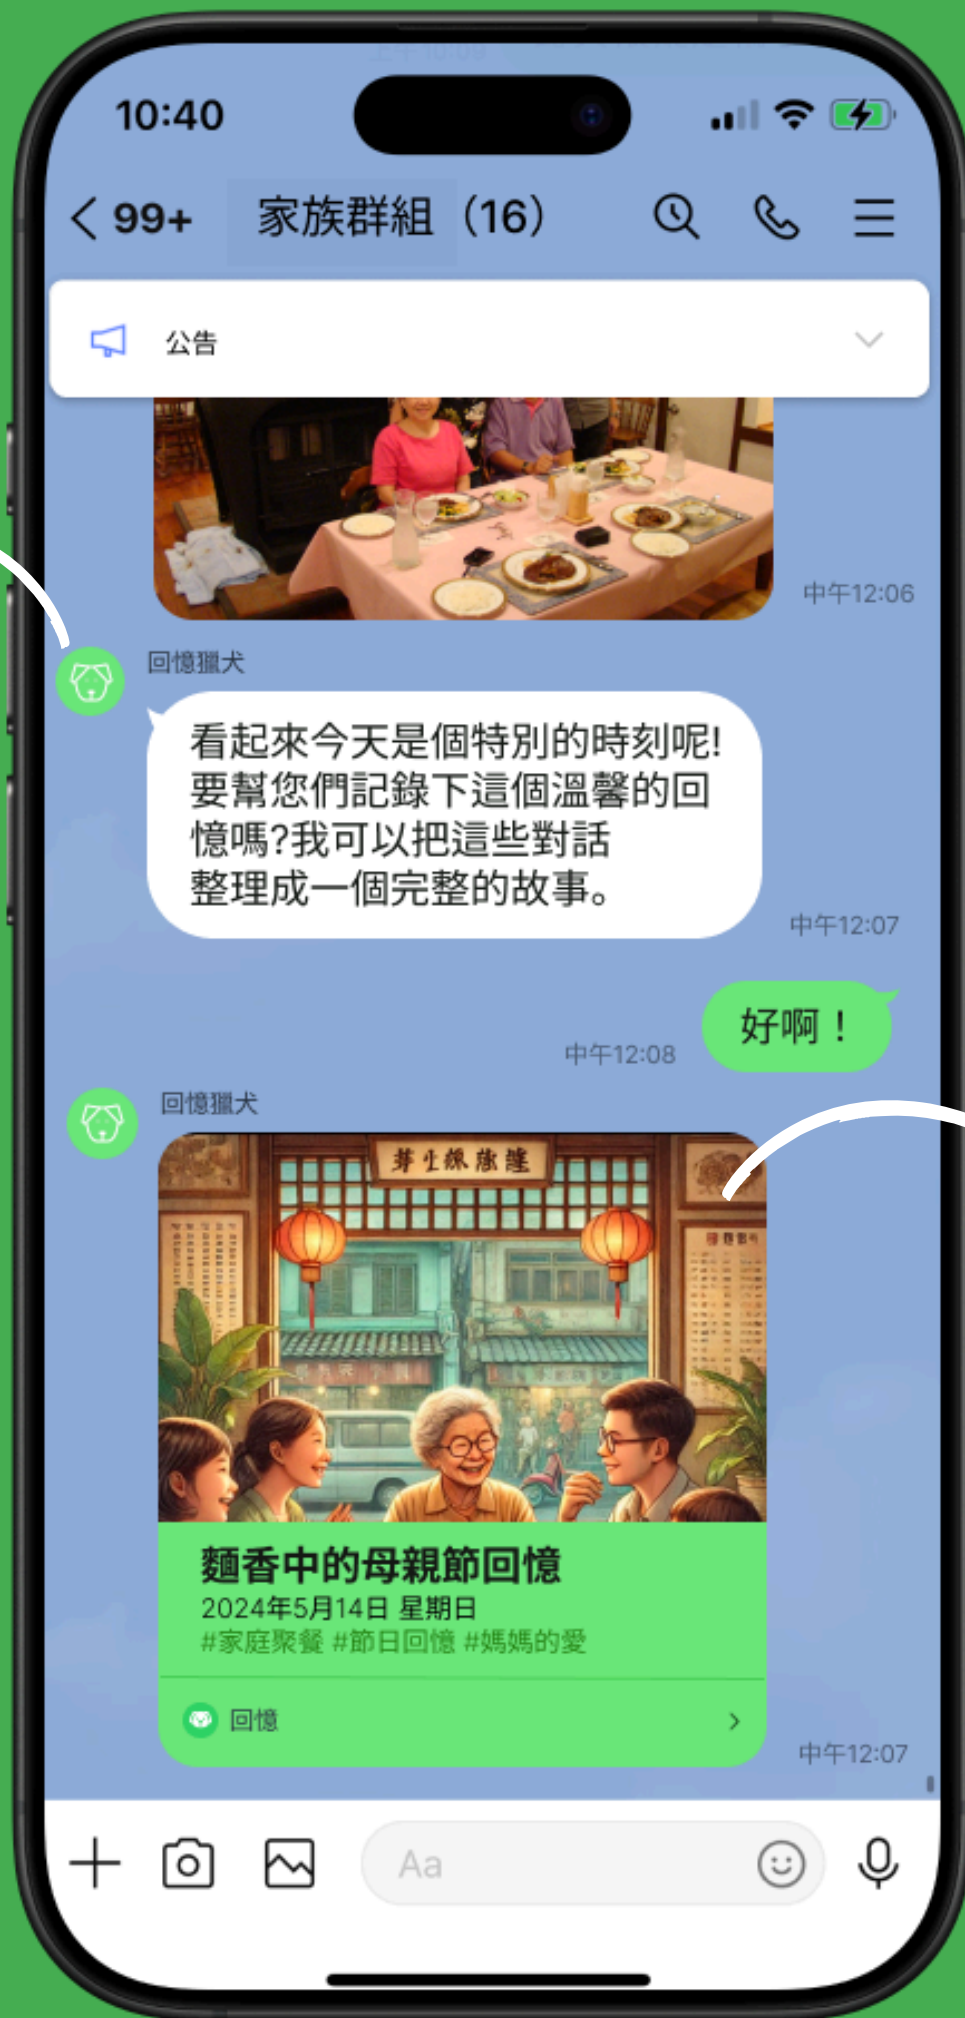 10:40
99+
家族群組（16）
公告
中午12:06
回憶獵犬
看起來今天是個特別的時刻呢!
要幫您們記錄下這個溫馨的回
憶嗎?我可以把這些對話
整理成一個完整的故事。
中午12:07
好啊！
中午12:08
回憶獵犬
麵香中的母親節回憶
2024年5月14日 星期日
#家庭聚餐 #節日回憶 #媽媽的愛
回憶
中午12:07
Aa